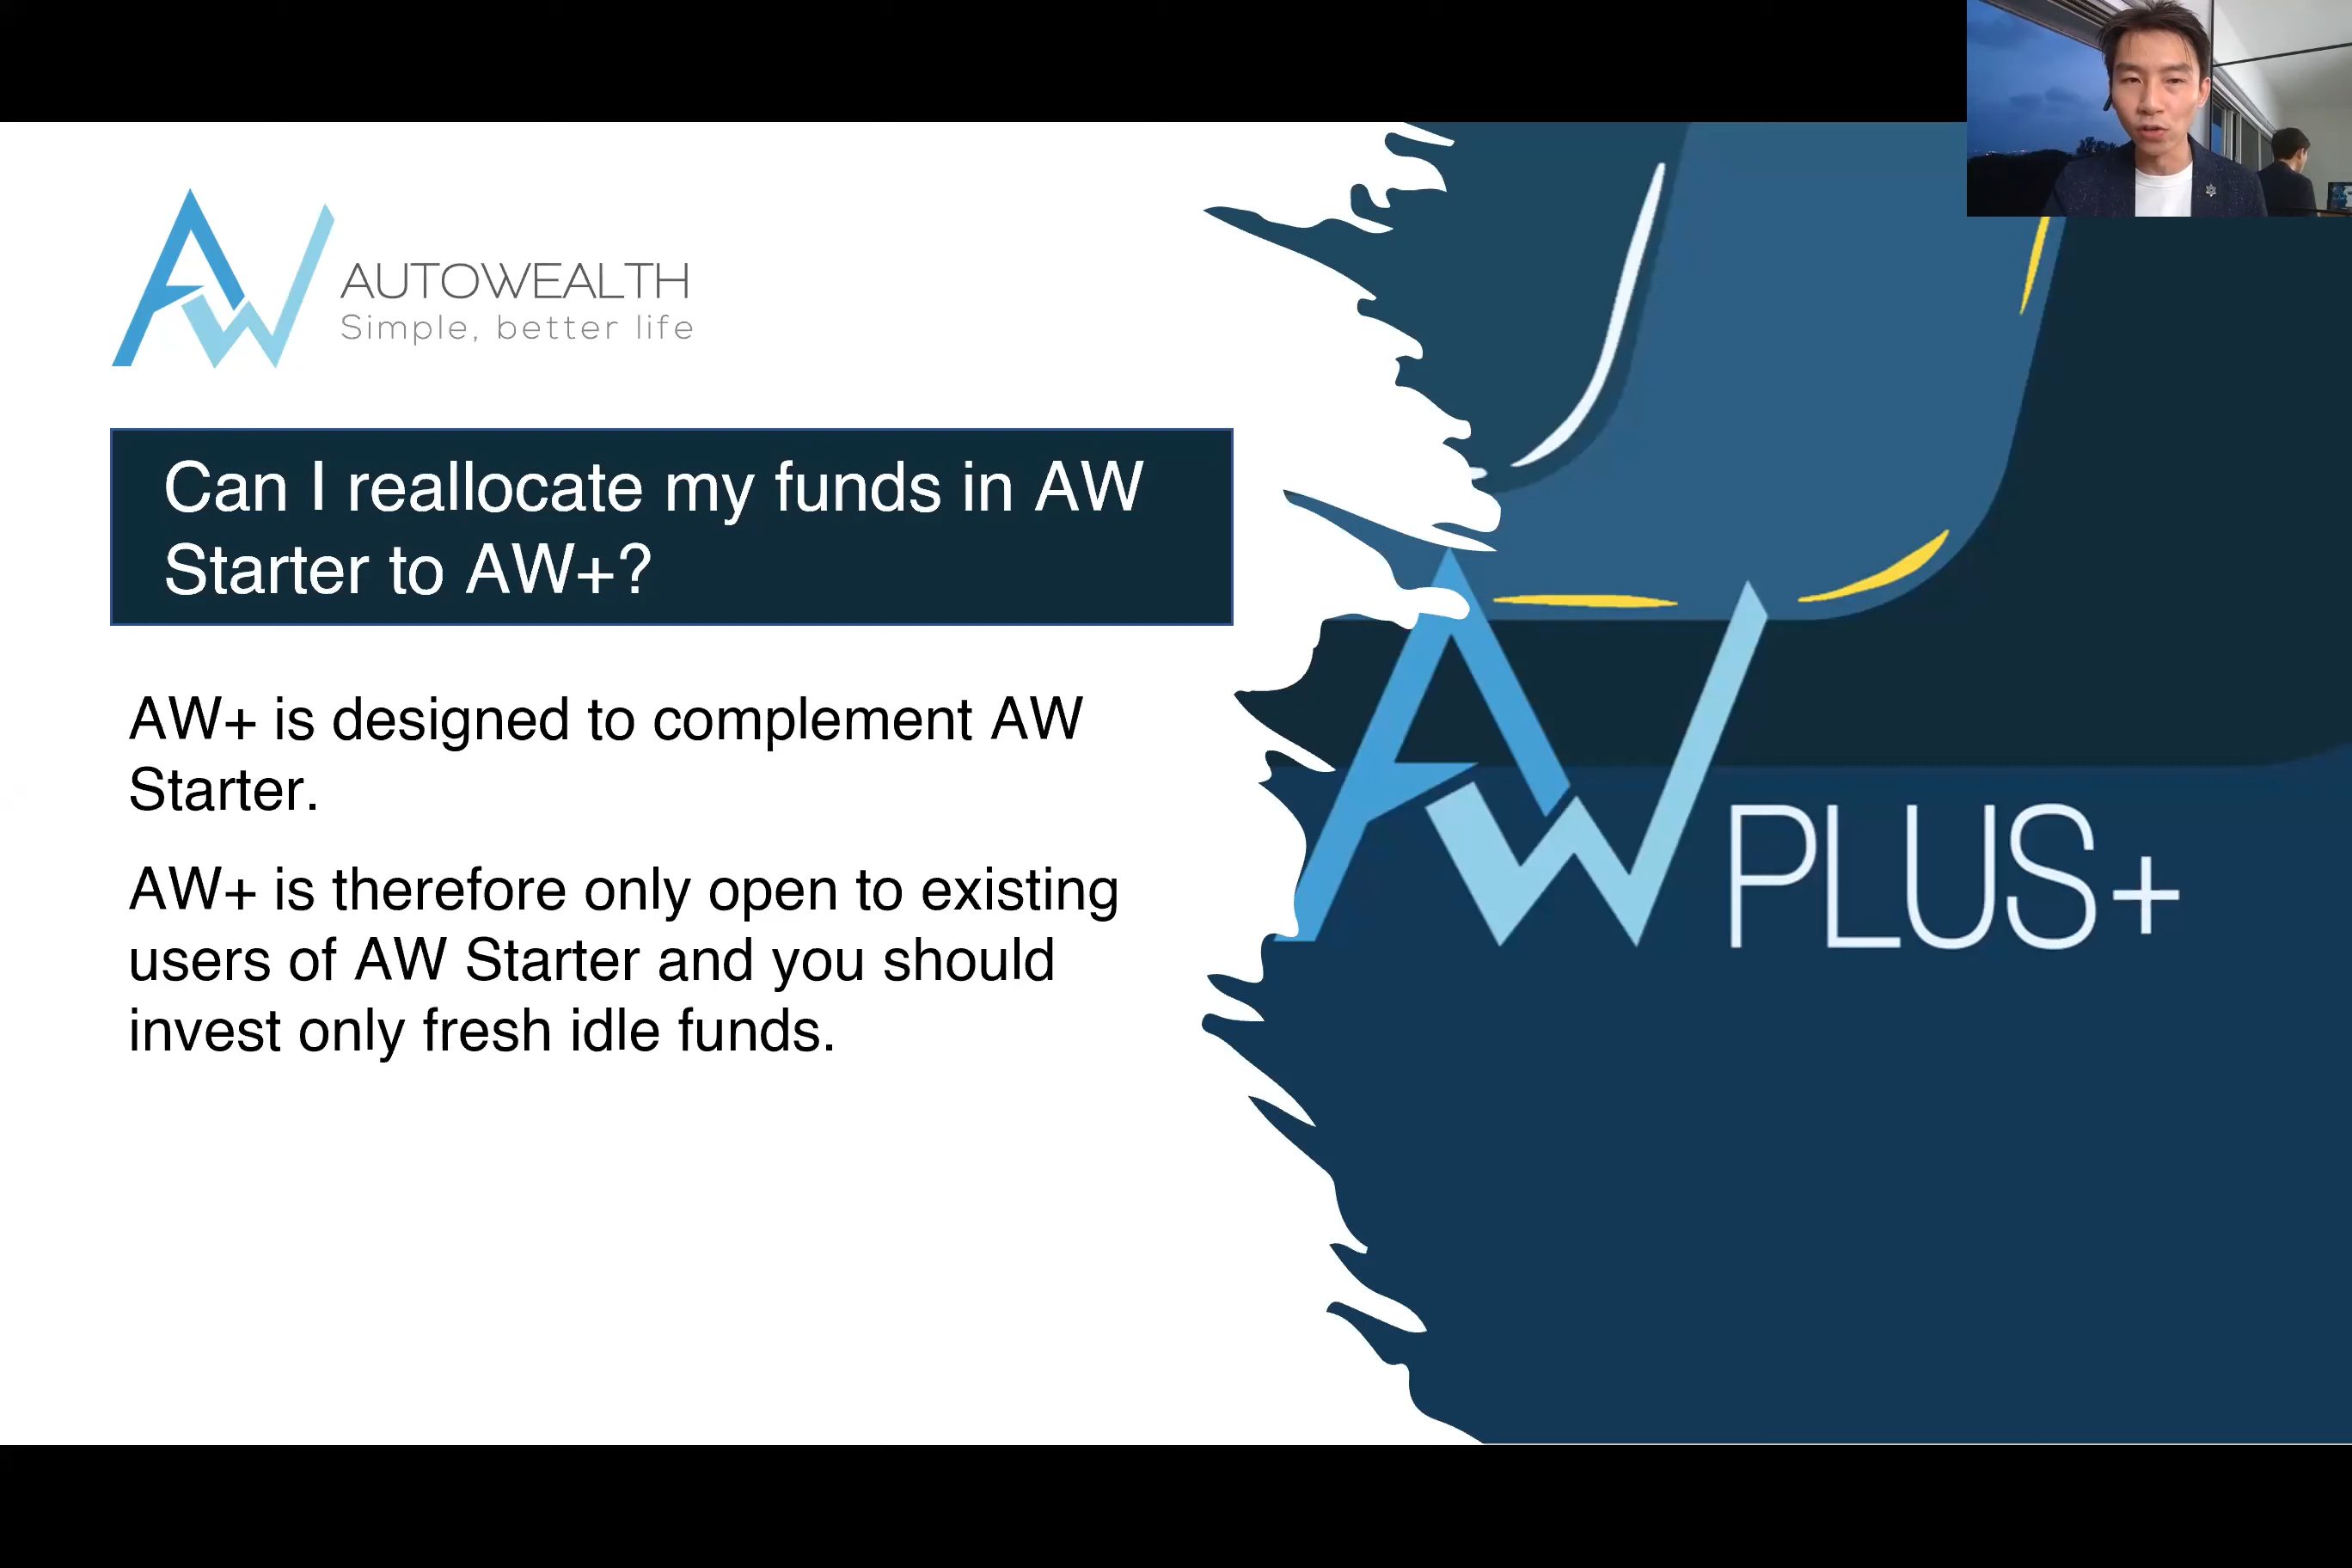 AUTOWEALTH
Simple, better life
Can I reallocate my funds in AW
Starter to AW+?
AW+ is designed to complement AW
Starter.
AW+ is therefore only open to existing
users of AW Starter and you should
invest only fresh idle funds.
AW PLUS+